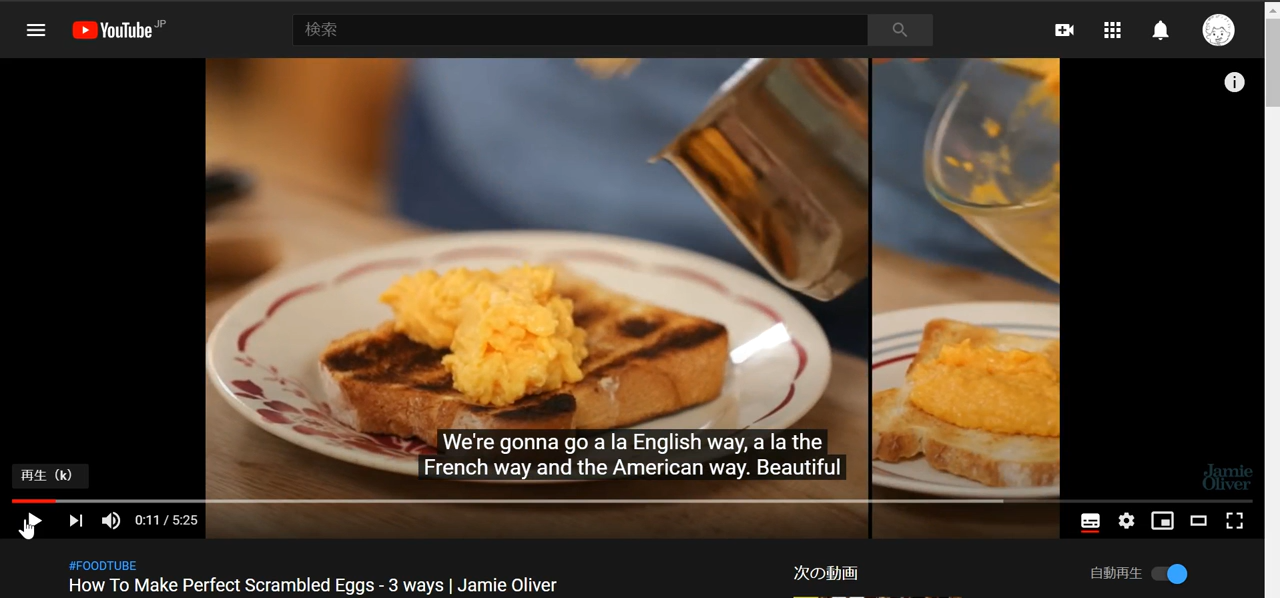 YouTube JP
検索
i
We're gonna go a la English way, a la the
French way and the American way. Beautiful
Jamie
Oliver
再生（k）
0:11 / 5:25
#FOODTUBE
How To Make Perfect Scrambled Eggs - 3 ways | Jamie Oliver
次の動画
自動再生